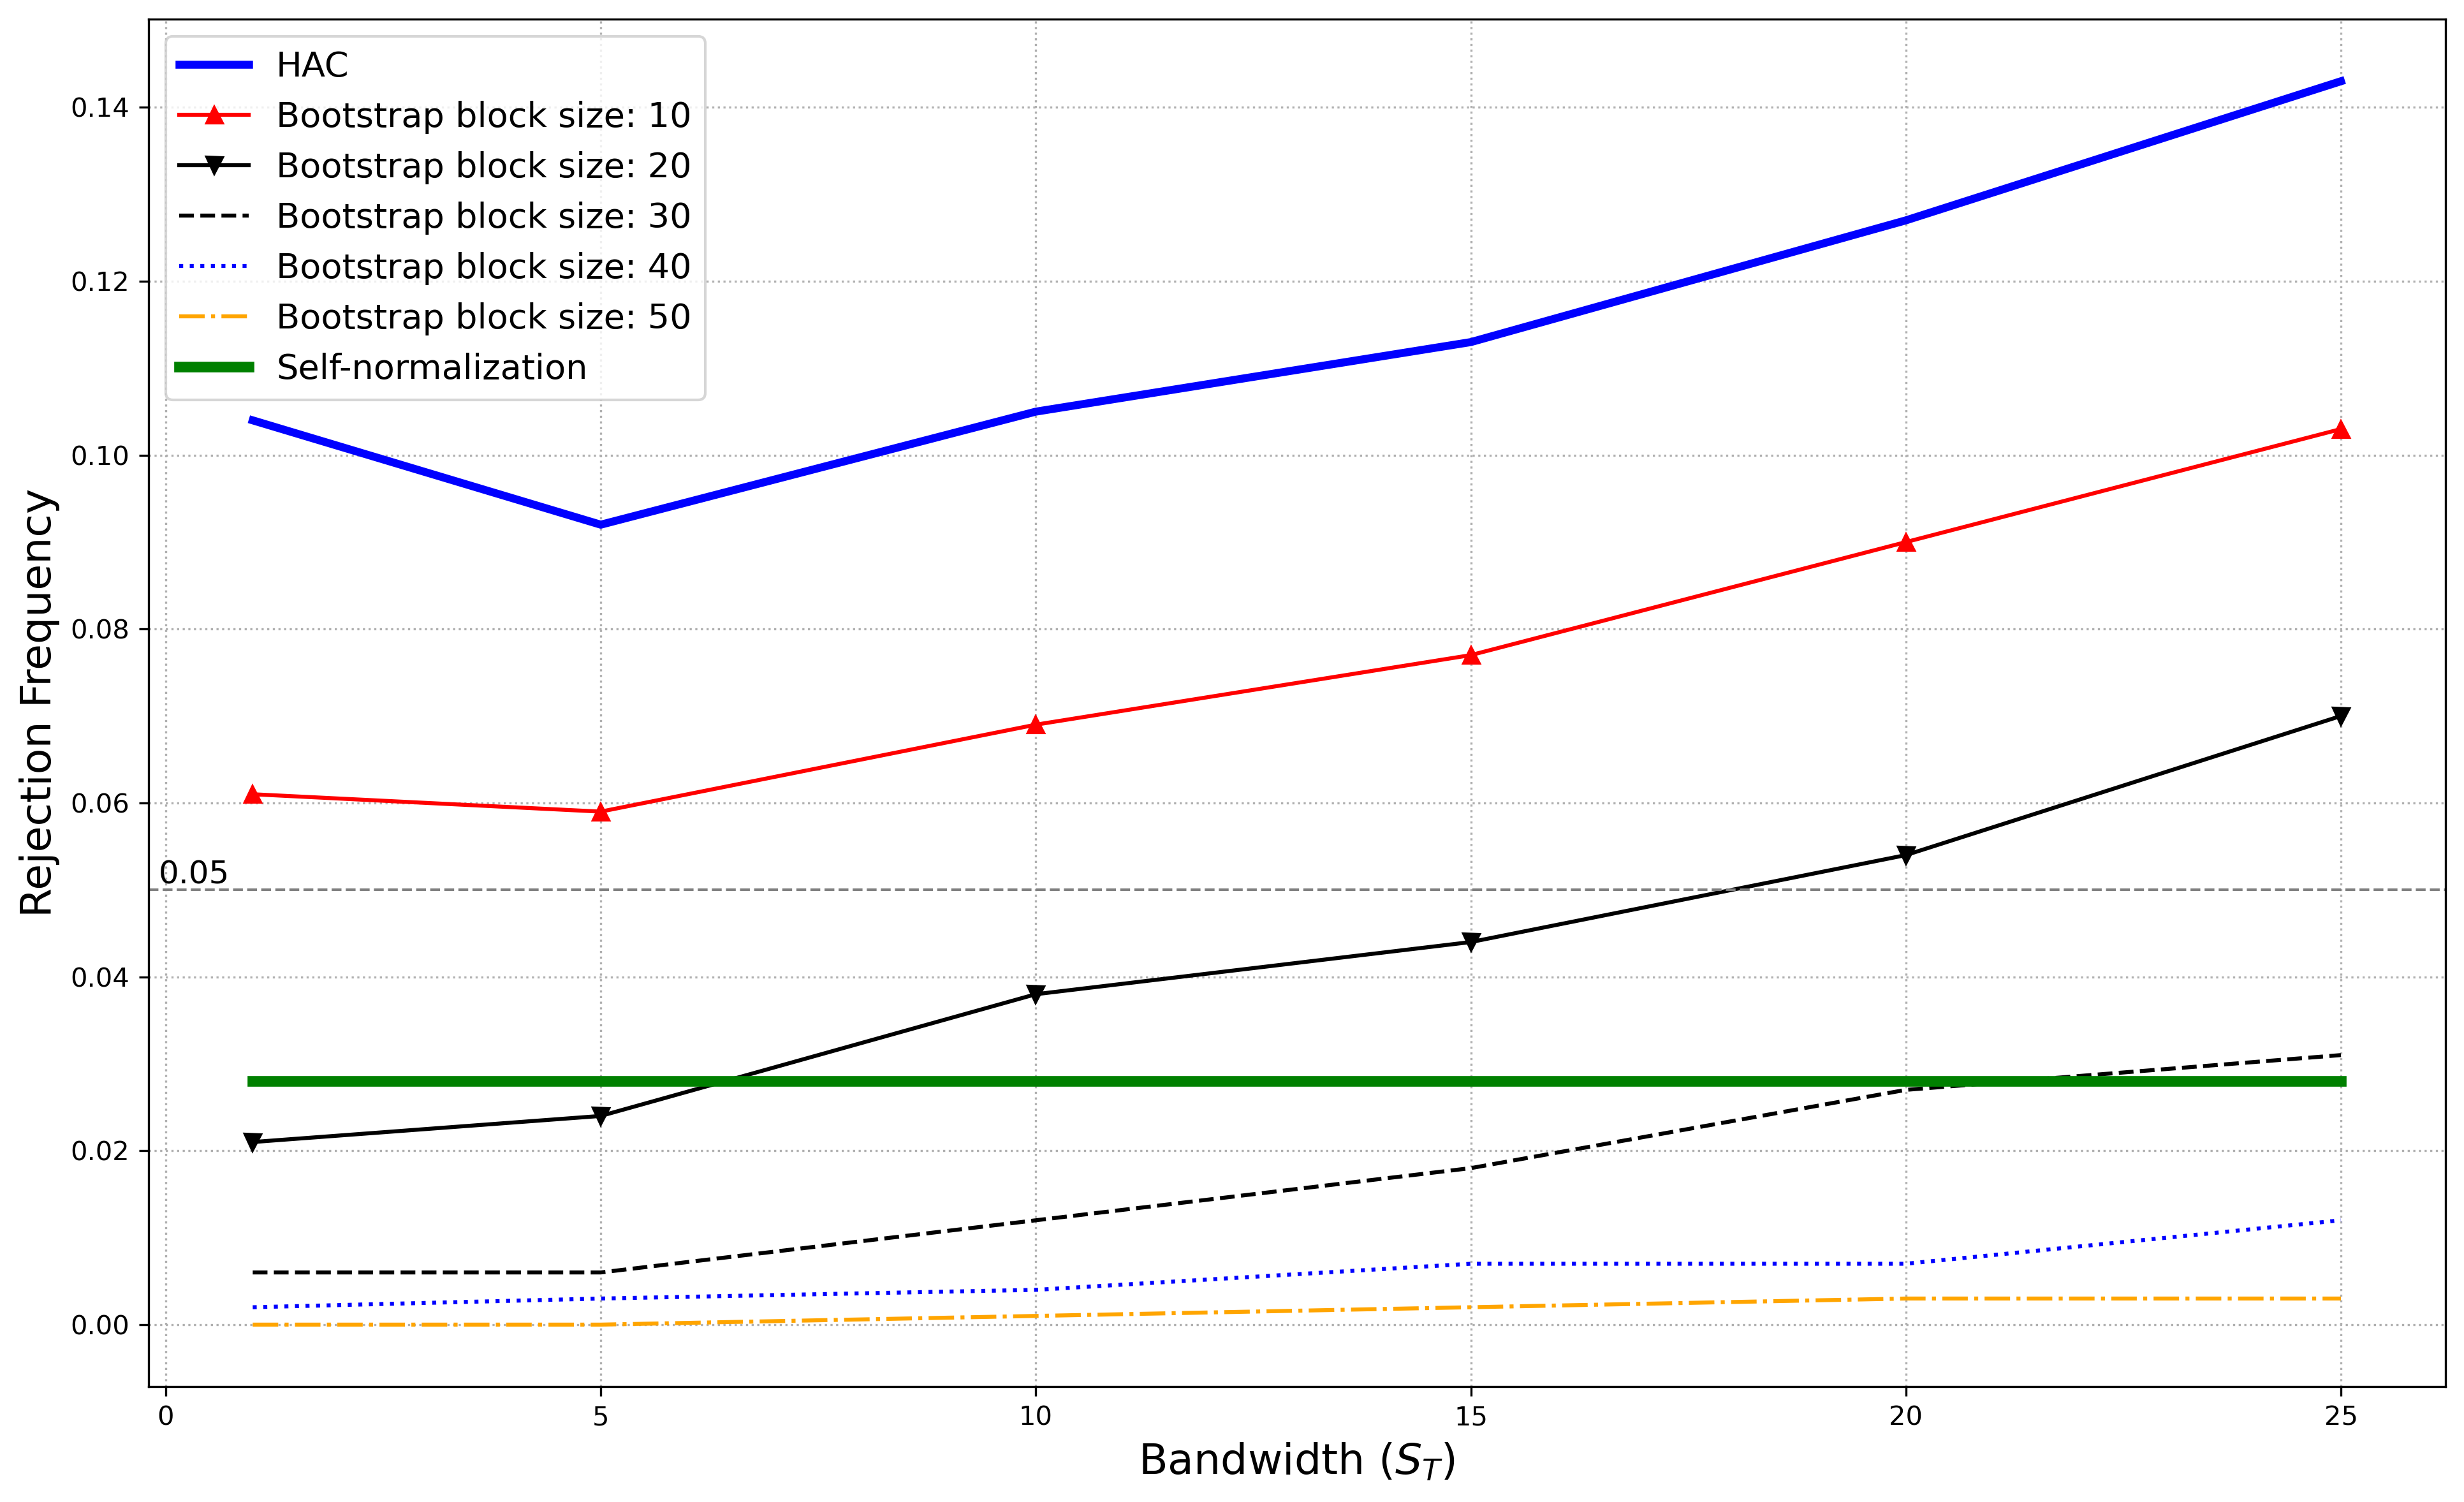 HAC
Bootstrap block size: 10
Bootstrap block size: 20
Bootstrap block size: 30
Bootstrap block size: 40
Bootstrap block size: 50
Self-normalization
Rejection Frequency
0.14
0.12
0.10
0.08
0.06
0.05
0.04
0.02
0.00
0 5 10 15 20 25
Bandwidth (S_T)